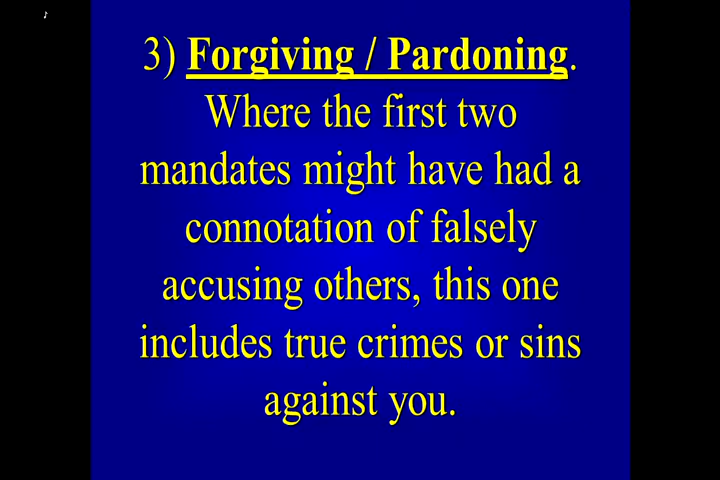 3) Forgiving / Pardoning.
Where the first two
mandates might have had a
connotation of falsely
accusing others, this one
includes true crimes or sins
against you.